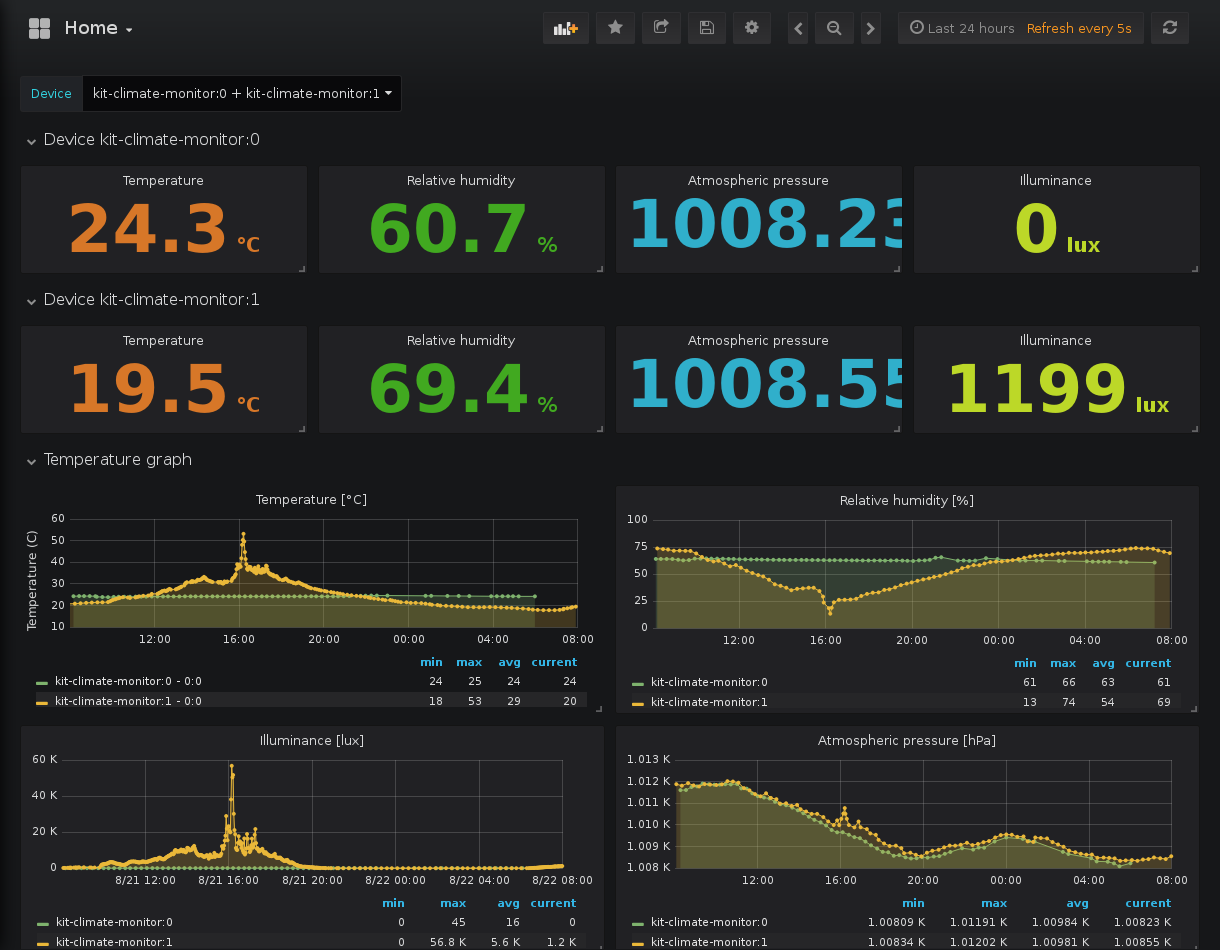 Home
Last 24 hours Refresh every 5s
Device kit-climate-monitor:0 + kit-climate-monitor:1
Device kit-climate-monitor:0
Temperature Relative humidity Atmospheric pressure Illuminance
24.3 °C 60.7 % 1008.23 0 lux
Device kit-climate-monitor:1
Temperature Relative humidity Atmospheric pressure Illuminance
19.5 °C 69.4 % 1008.55 1199 lux
Temperature graph
Temperature [°C]
Temperature (C)
60
50
40
30
20
10
12:00 16:00 20:00 00:00 04:00 08:00
min max avg current
kit-climate-monitor:0 - 0:0 24 25 24 24
kit-climate-monitor:1 - 0:0 18 53 29 20
Relative humidity [%]
100
75
50
25
0
12:00 16:00 20:00 00:00 04:00 08:00
min max avg current
kit-climate-monitor:0 61 66 63 61
kit-climate-monitor:1 13 74 54 69
Illuminance [lux]
60 K
40 K
20 K
0
8/21 12:00 8/21 16:00 8/21 20:00 8/22 00:00 8/22 04:00 8/22 08:00
min max avg current
kit-climate-monitor:0 0 45 16 0
kit-climate-monitor:1 0 56.8 K 5.6 K 1.2 K
Atmospheric pressure [hPa]
1.013 K
1.012 K
1.011 K
1.010 K
1.009 K
1.008 K
12:00 16:00 20:00 00:00 04:00 08:00
min max avg current
kit-climate-monitor:0 1.00809 K 1.01191 K 1.00984 K 1.00823 K
kit-climate-monitor:1 1.00834 K 1.01202 K 1.00981 K 1.00855 K